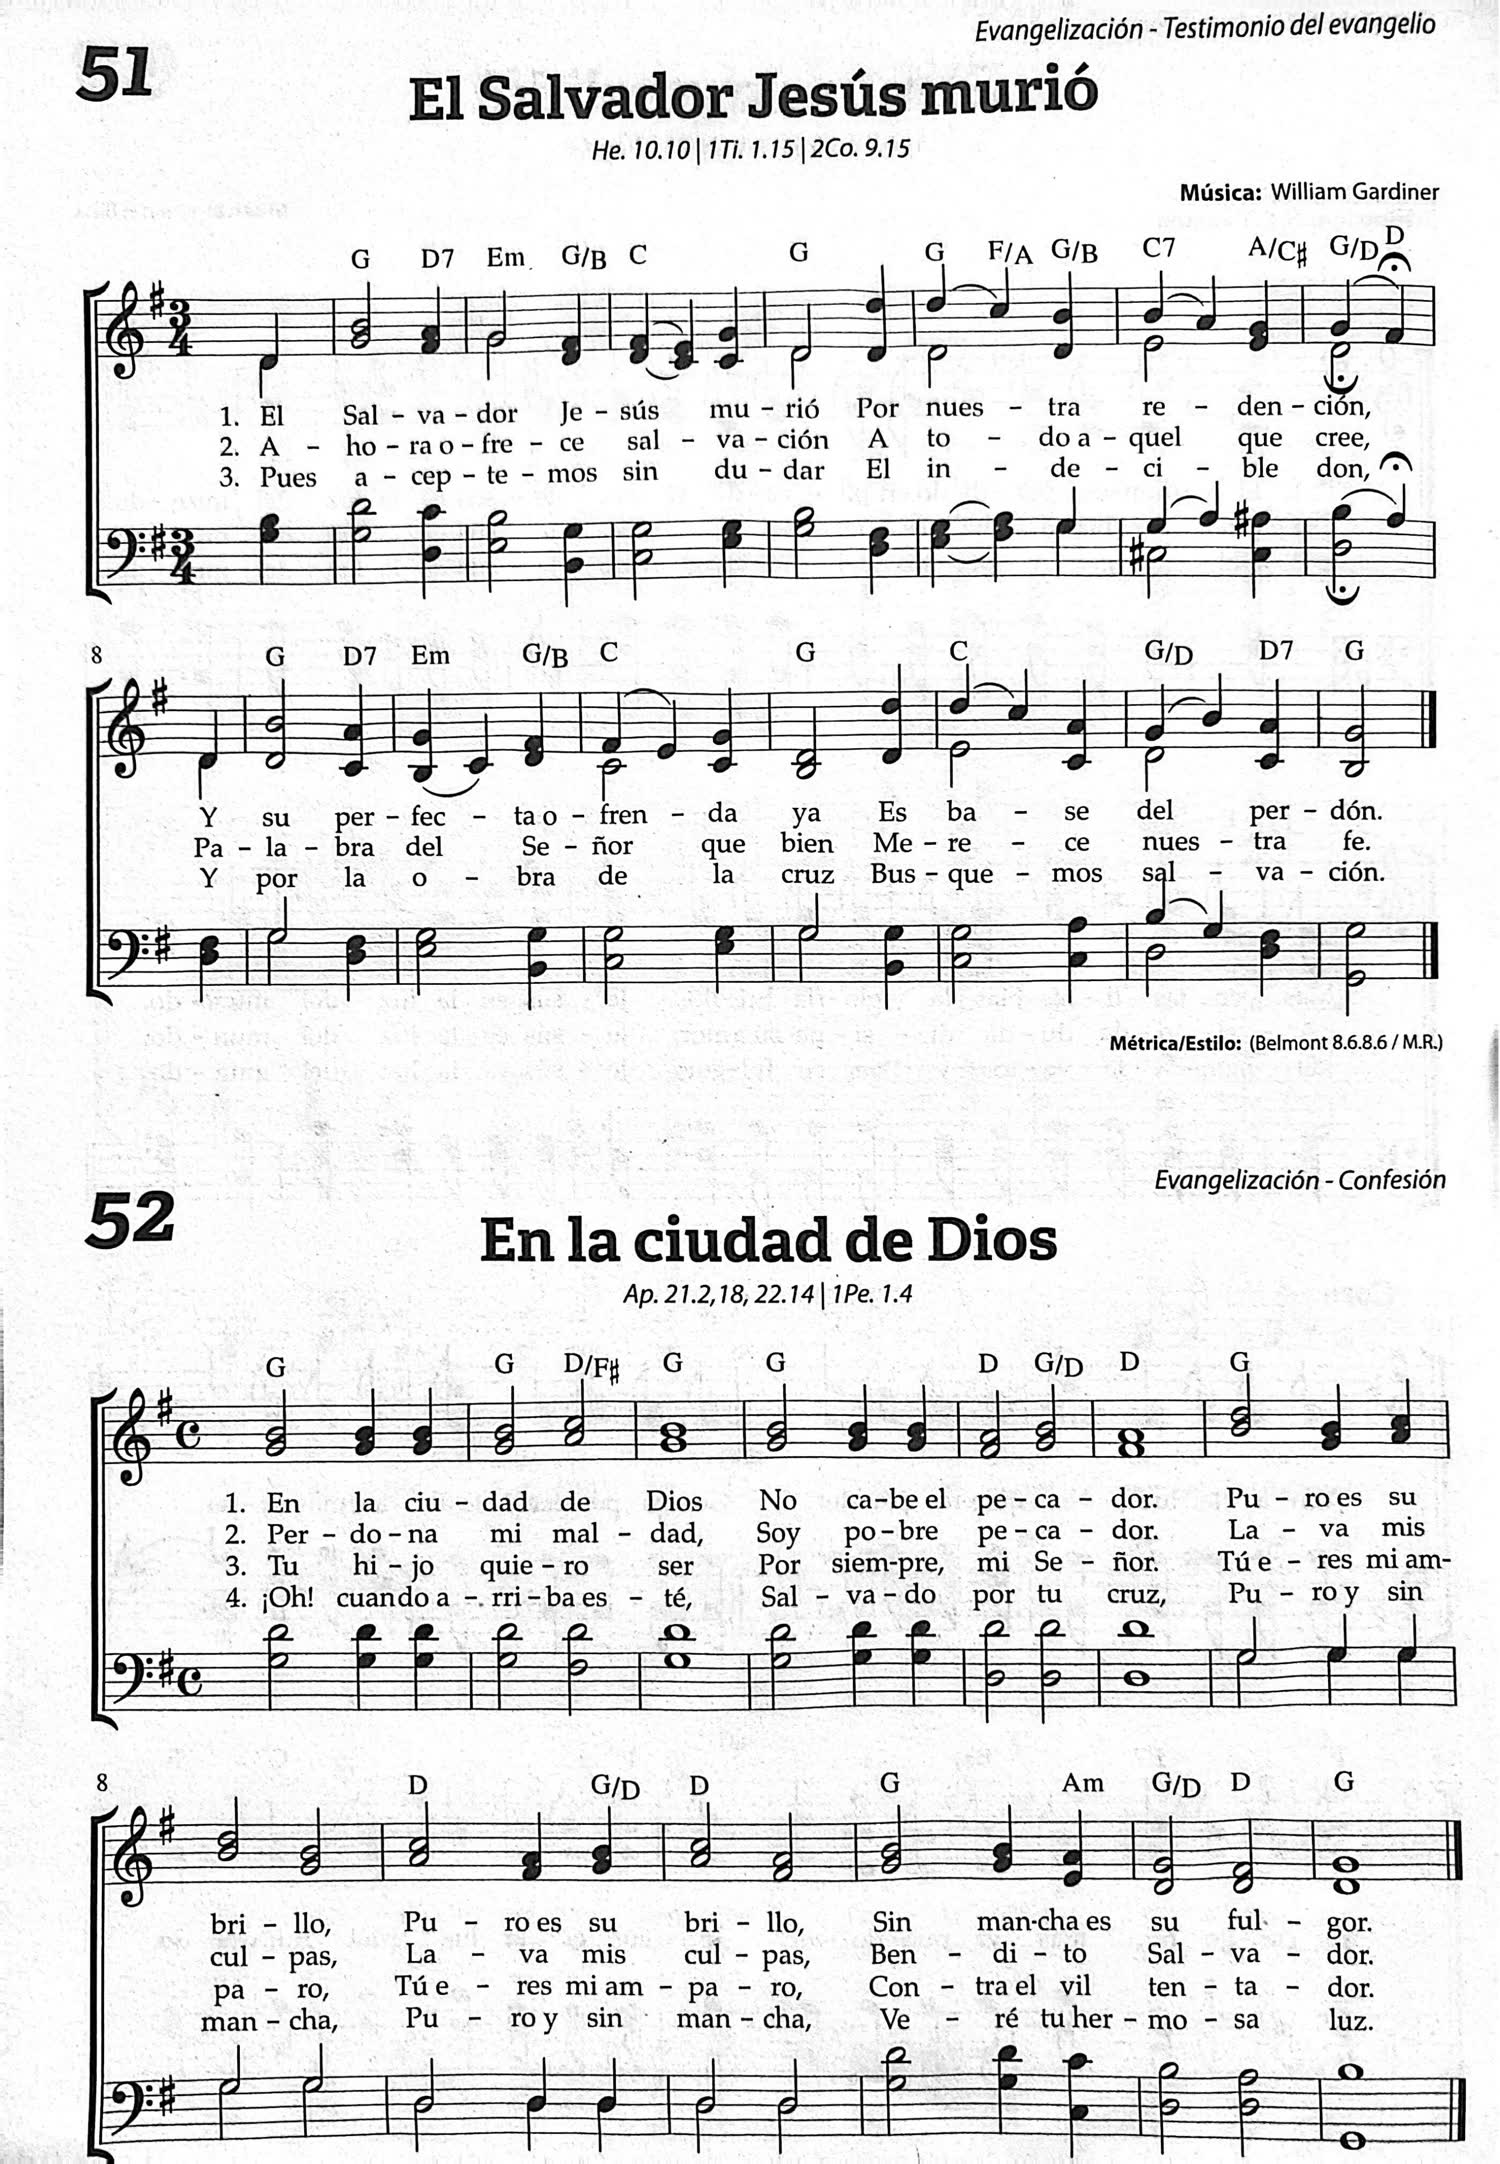 Evangelización - Testimonio del evangelio
51
El Salvador Jesús murió
He. 10.10 | 1Ti. 1.15 | 2Co. 9.15
Música: William Gardiner
G D7 Em G/B C G G F/A G/B C7 A/C♯ G/D D
1. El Sal - va - dor Je - sús mu - rió Por nues - tra re - den - ción,
2. A - ho - ra o - fre - ce sal - va - ción A to - do a - quel que cree,
3. Pues a - cep - te - mos sin du - dar El in - de - ci - ble don,
8
G D7 Em G/B C G C G/D D7 G
Y su per - fec - ta o - fren - da ya Es ba - se del per - dón.
Pa - la - bra del Se - ñor que bien Me - re - ce nues - tra fe.
Y por la o - bra de la cruz Bus - que - mos sal - va - ción.
Métrica/Estilo: (Belmont 8.6.8.6 / M.R.)
Evangelización - Confesión
52
En la ciudad de Dios
Ap. 21.2,18, 22.14 | 1Pe. 1.4
G G D/F♯ G G D G/D D G
1. En la ciu - dad de Dios No ca - be el pe - ca - dor. Pu - ro es su
2. Per - do - na mi mal - dad, Soy po - bre pe - ca - dor. La - va mis
3. Tu hi - jo quie - ro ser Por siem - pre, mi Se - ñor. Tú e - res mi am-
4. ¡Oh! cuando a - rri - ba es - té, Sal - va - do por tu cruz, Pu - ro y sin
8
D G/D D G Am G/D D G
bri - llo, Pu - ro es su bri - llo, Sin man-cha es su ful - gor.
cul - pas, La - va mis cul - pas, Ben - di - to Sal - va - dor.
pa - ro, Tú e - res mi am - pa - ro, Con - tra el vil ten - ta - dor.
man - cha, Pu - ro y sin man - cha, Ve - ré tu her - mo - sa luz.